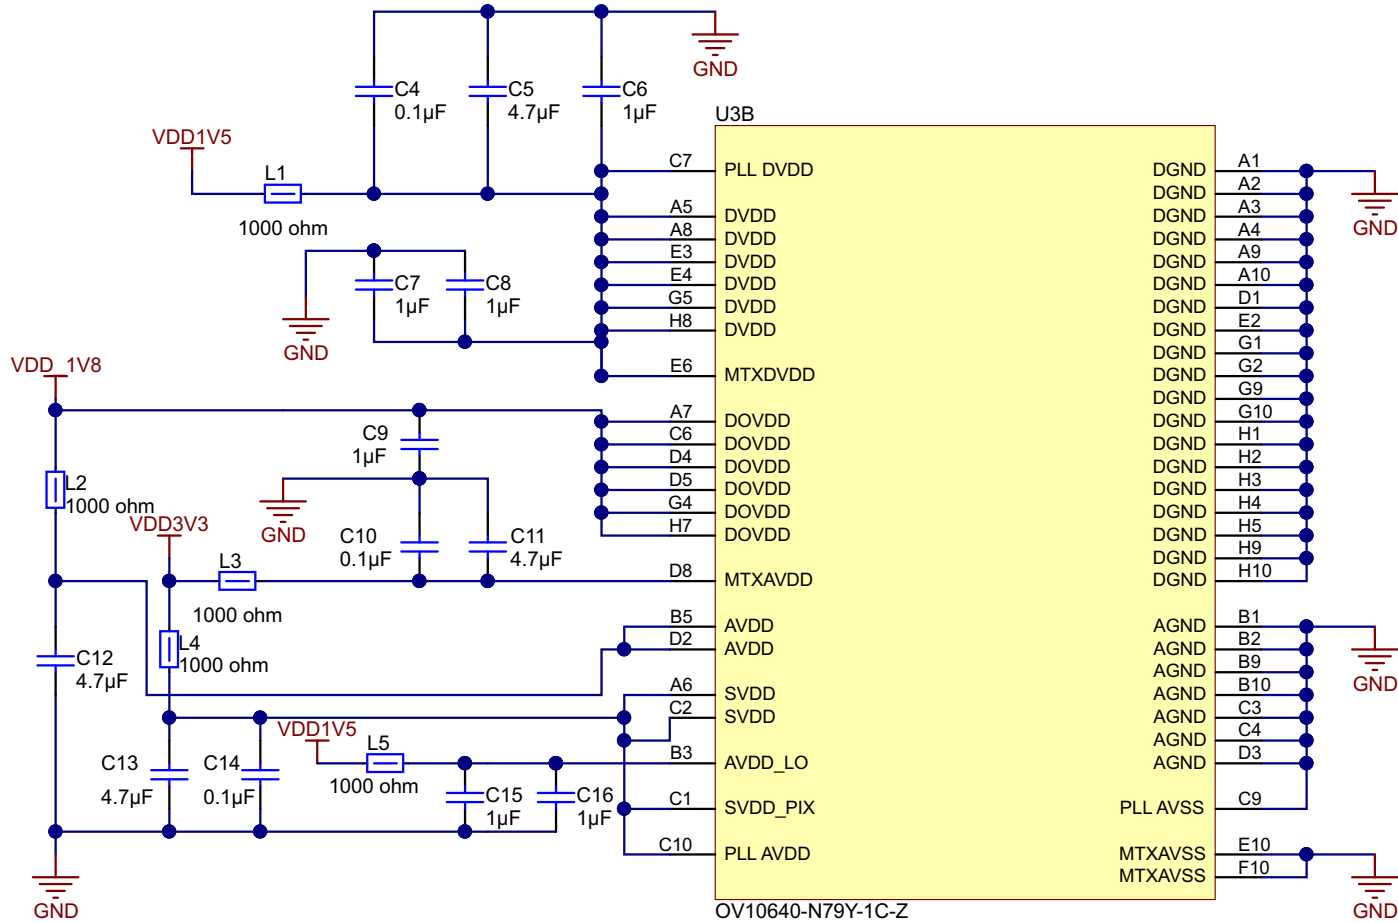 GND
C4
0.1µF
C5
4.7µF
C6
1µF
U3B
VDD1V5
L1
1000 ohm
C7
1µF
C8
1µF
GND
VDD_1V8
C9
1µF
L2
1000 ohm
GND
VDD3V3
C10
0.1µF
C11
4.7µF
L3
1000 ohm
L4
1000 ohm
C12
4.7µF
VDD1V5
L5
1000 ohm
C13
4.7µF
C14
0.1µF
C15
1µF
C16
1µF
GND
C7 PLL DVDD
A5 DVDD
A8 DVDD
E3 DVDD
E4 DVDD
G5 DVDD
H8 DVDD
E6 MTXDVDD
A7 DOVDD
C6 DOVDD
D4 DOVDD
D5 DOVDD
G4 DOVDD
H7 DOVDD
D8 MTXAVDD
B5 AVDD
D2 AVDD
A6 SVDD
C2 SVDD
B3 AVDD_LO
C1 SVDD_PIX
C10 PLL AVDD
DGND A1
DGND A2
DGND A3
DGND A4
DGND A9
DGND A10
DGND D1
DGND E2
DGND G1
DGND G2
DGND G9
DGND G10
DGND H1
DGND H2
DGND H3
DGND H4
DGND H5
DGND H9
DGND H10
AGND B1
AGND B2
AGND B9
AGND B10
AGND C3
AGND C4
AGND D3
PLL AVSS C9
MTXAVSS E10
MTXAVSS F10
GND
GND
GND
OV10640-N79Y-1C-Z